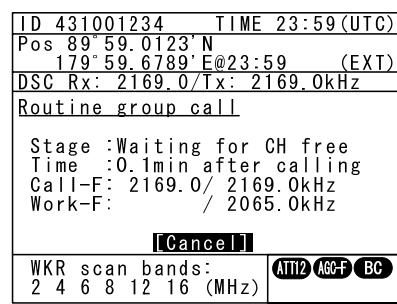 ID 431001234 TIME 23:59(UTC)
Pos 89°59.0123'N
179°59.6789'E@23:59 (EXT)
DSC Rx: 2169.0/Tx: 2169.0kHz
Routine group call
Stage :Waiting for CH free
Time :0.1min after calling
Call-F: 2169.0/ 2169.0kHz
Work-F: / 2065.0kHz
[Cancel]
WKR scan bands: ATT12 AGC-F BC
2 4 6 8 12 16 (MHz)